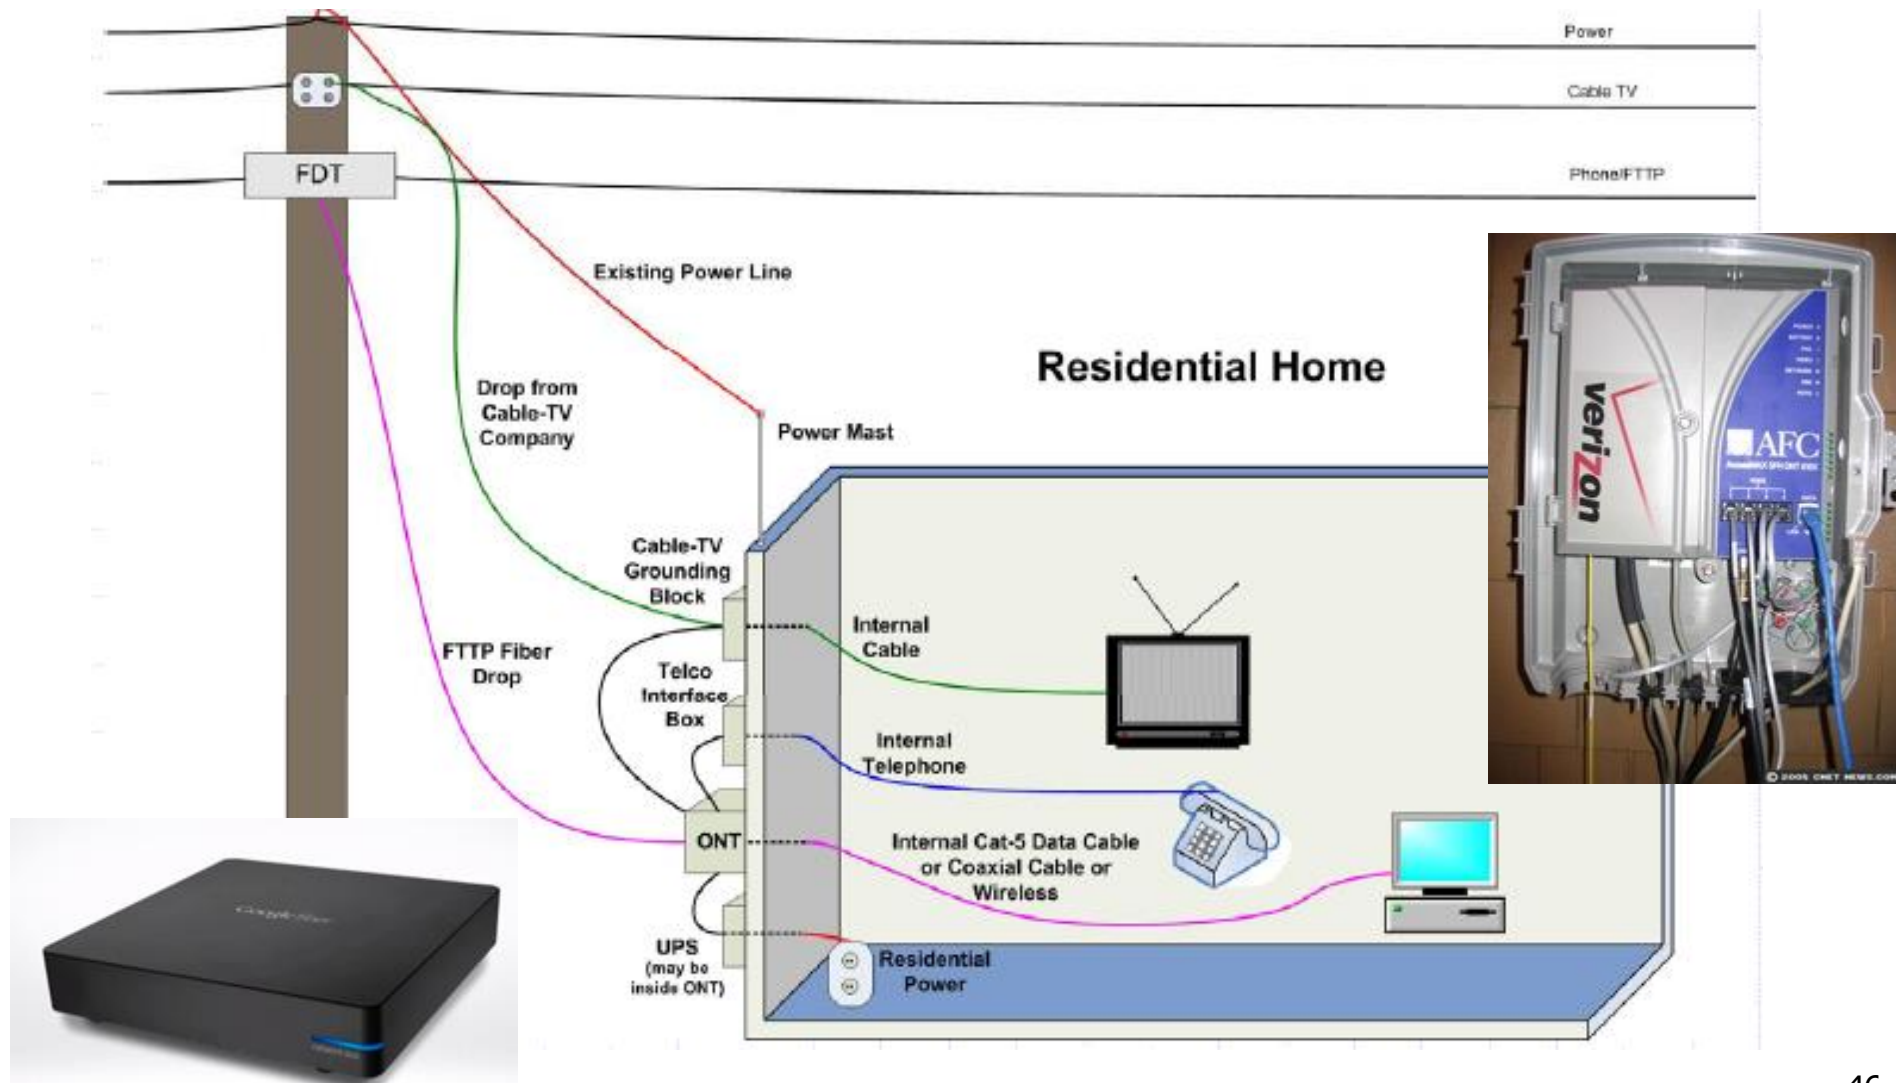 Power
Cable TV
FDT
Phone/FTTP
Existing Power Line
Residential Home
Drop from
Cable-TV
Company
Power Mast
verizon
AFC
Cable-TV
Grounding
Block
Internal
Cable
FTTP Fiber
Drop
Telco
Interface
Box
Internal
Telephone
© 2005 CNET NEWS.COM
ONT
Internal Cat-5 Data Cable
or Coaxial Cable or
Wireless
Google fiber
UPS
(may be
inside ONT)
Residential
Power